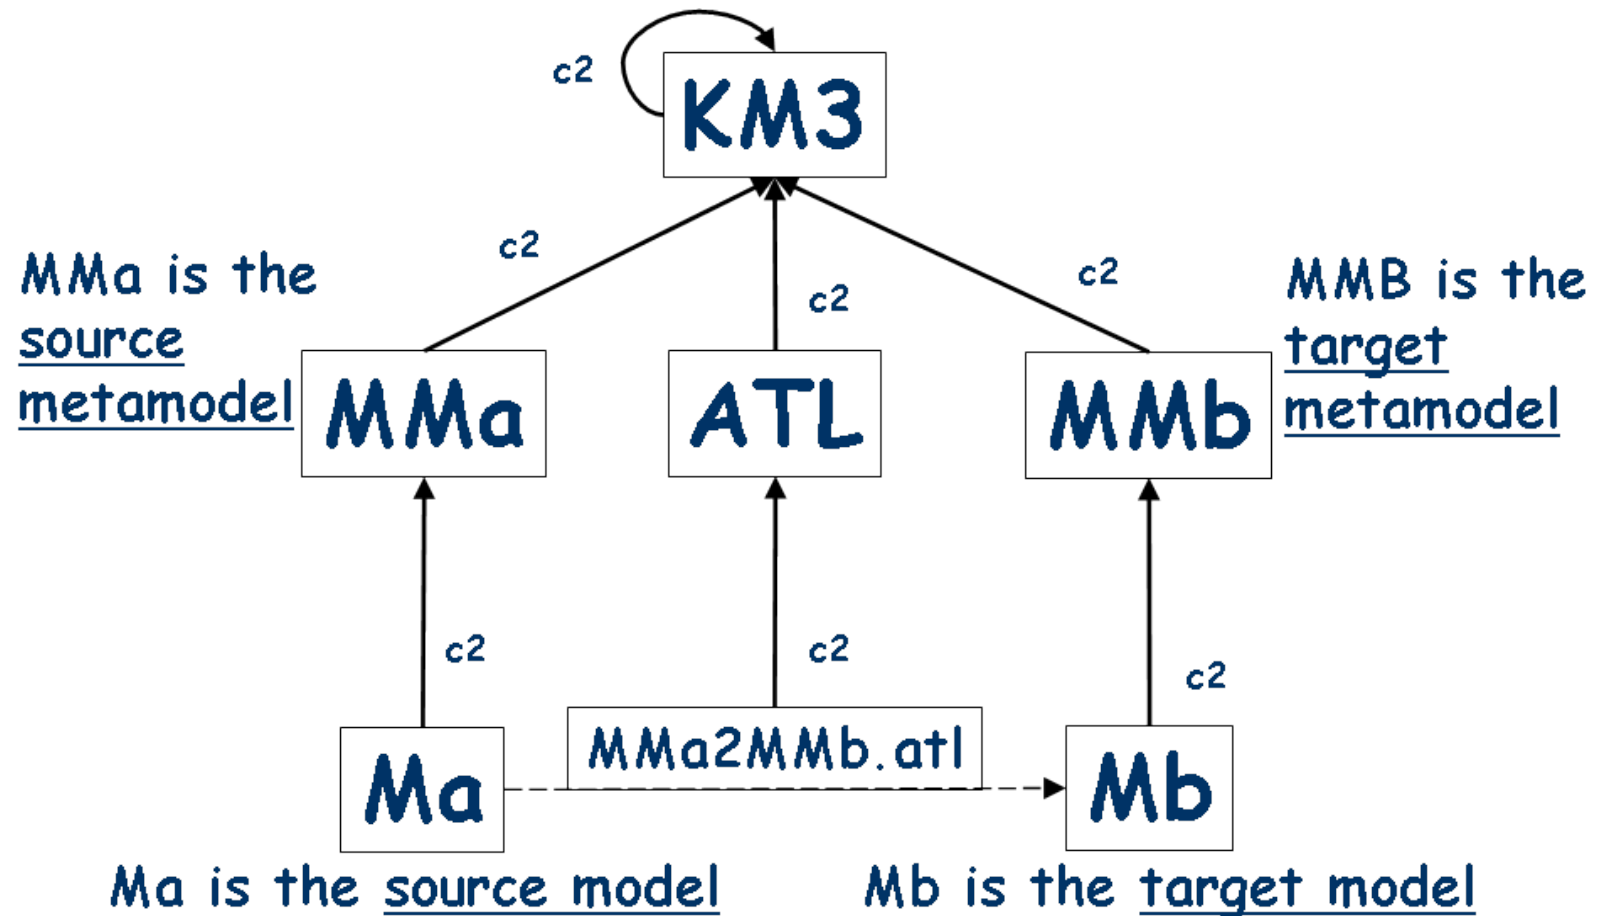 c2
KM3
c2
c2
c2
MMa is the
source
metamodel
MMB is the
target
metamodel
MMa
ATL
MMb
c2
c2
c2
MMa2MMb.atl
Ma
Mb
Ma is the source model
Mb is the target model